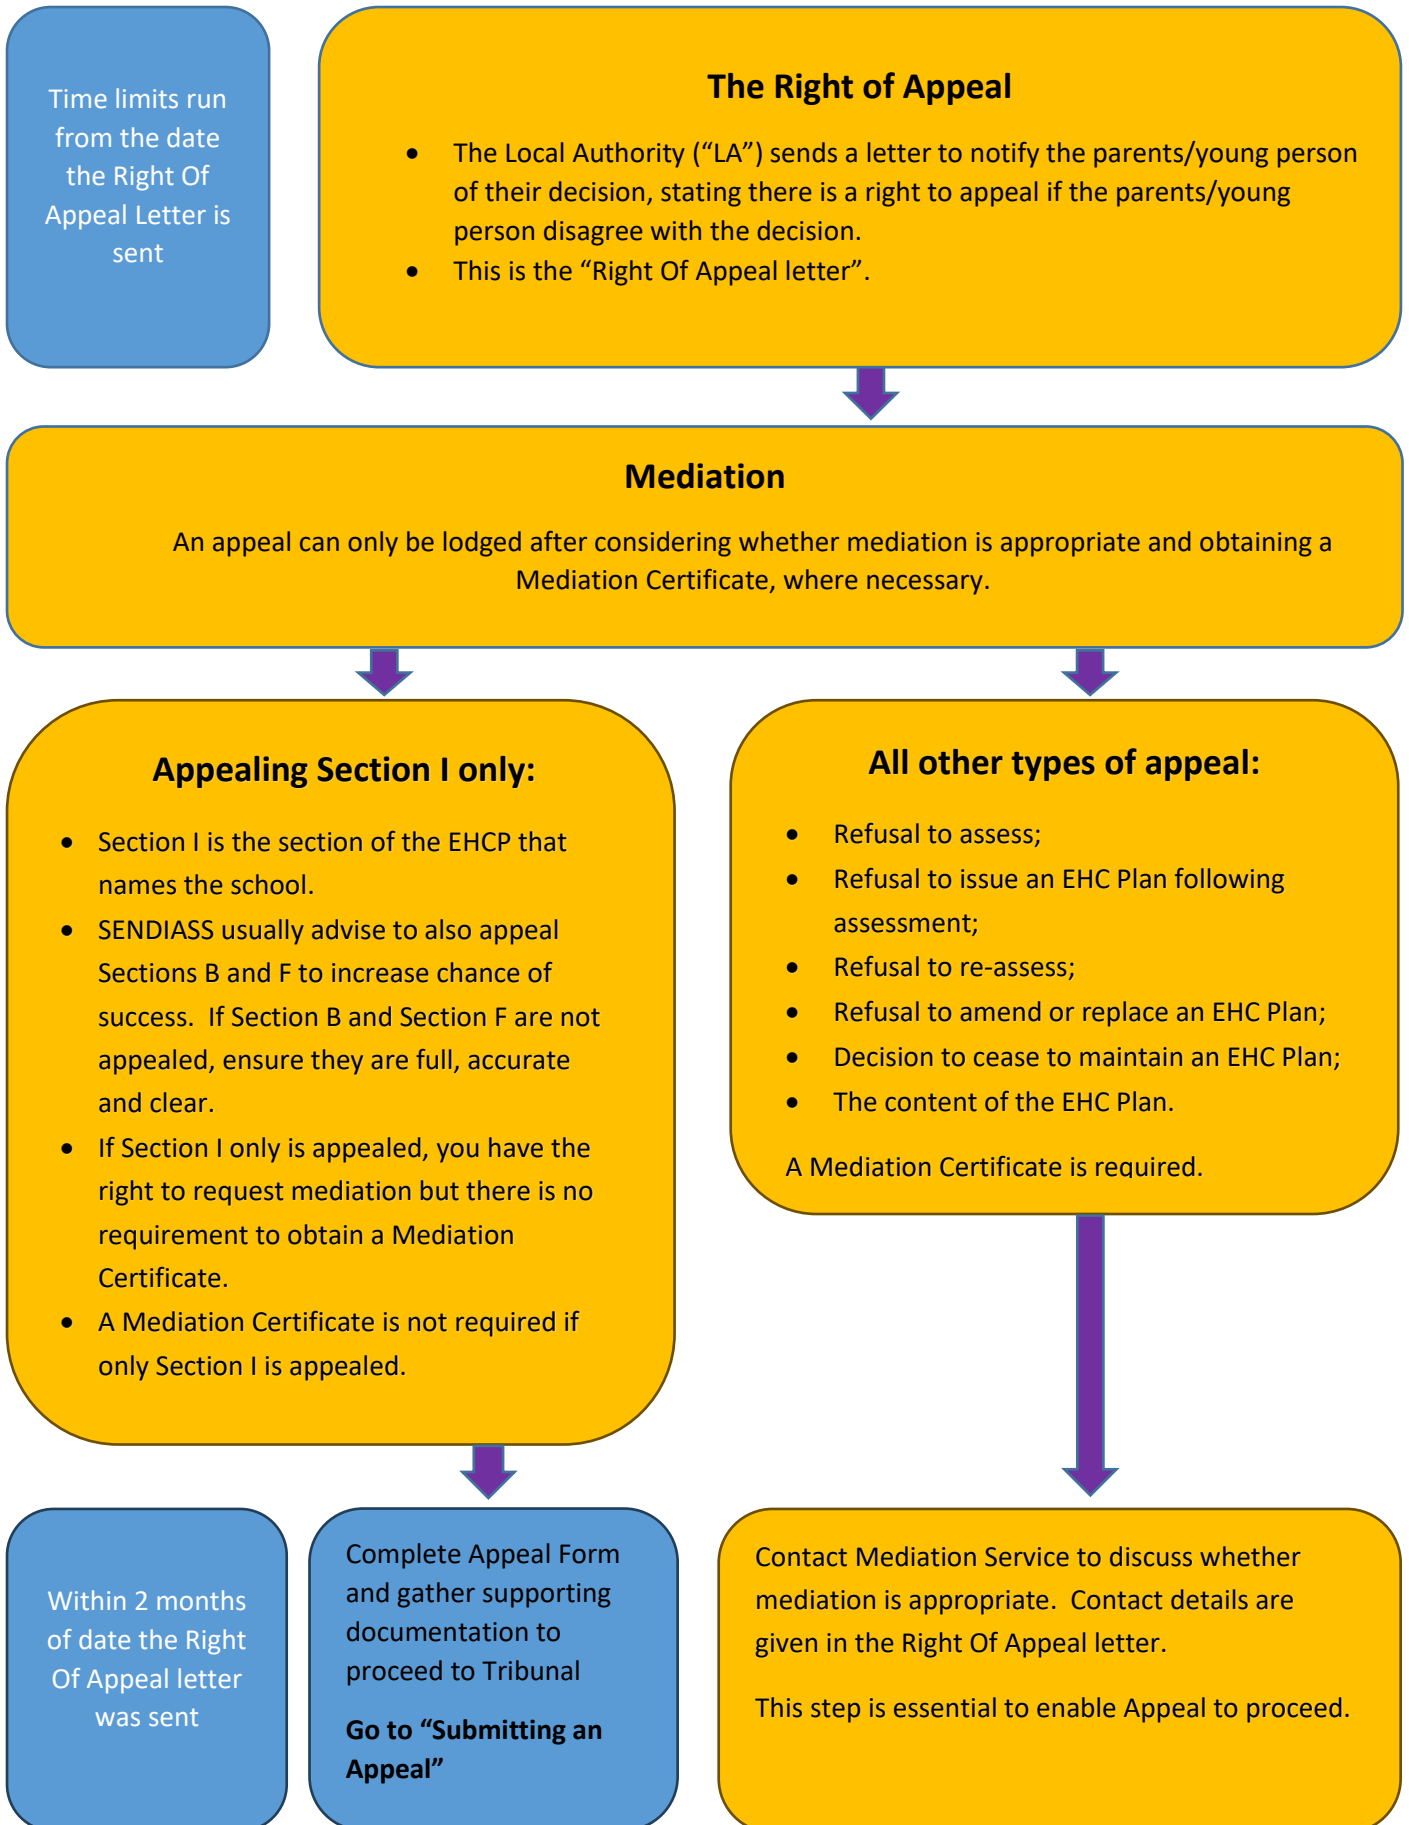 Time limits run
from the date
the Right Of
Appeal Letter is
sent
The Right of Appeal
• The Local Authority (“LA”) sends a letter to notify the parents/young person
of their decision, stating there is a right to appeal if the parents/young
person disagree with the decision.
• This is the “Right Of Appeal letter”.
Mediation
An appeal can only be lodged after considering whether mediation is appropriate and obtaining a
Mediation Certificate, where necessary.
Appealing Section I only:
• Section I is the section of the EHCP that
names the school.
• SENDIASS usually advise to also appeal
Sections B and F to increase chance of
success. If Section B and Section F are not
appealed, ensure they are full, accurate
and clear.
• If Section I only is appealed, you have the
right to request mediation but there is no
requirement to obtain a Mediation
Certificate.
• A Mediation Certificate is not required if
only Section I is appealed.
All other types of appeal:
• Refusal to assess;
• Refusal to issue an EHC Plan following
assessment;
• Refusal to re-assess;
• Refusal to amend or replace an EHC Plan;
• Decision to cease to maintain an EHC Plan;
• The content of the EHC Plan.
A Mediation Certificate is required.
Within 2 months
of date the Right
Of Appeal letter
was sent
Complete Appeal Form
and gather supporting
documentation to
proceed to Tribunal
Go to “Submitting an
Appeal”
Contact Mediation Service to discuss whether
mediation is appropriate. Contact details are
given in the Right Of Appeal letter.
This step is essential to enable Appeal to proceed.